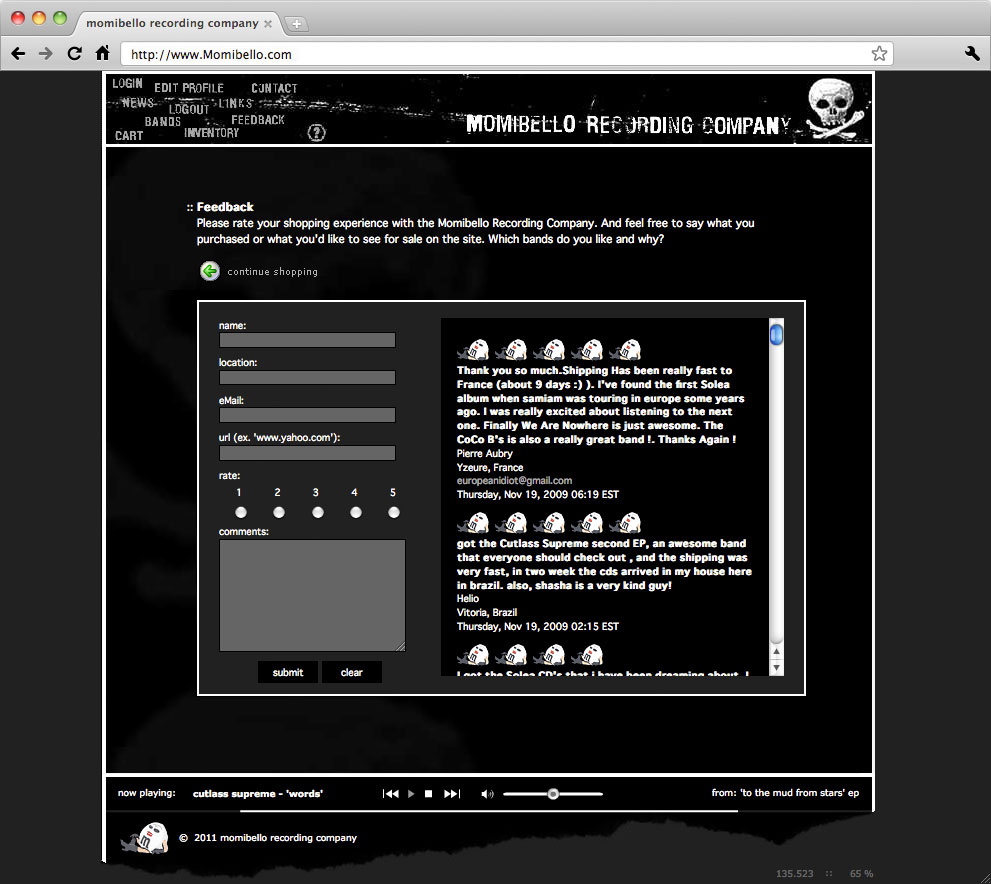 momibello recording company
http://www.Momibello.com
LOGIN EDIT PROFILE CONTACT
NEWS LOGOUT LINKS
BANDS FEEDBACK
CART INVENTORY ?
MOMIBELLO RECORDING COMPANY
:: Feedback
Please rate your shopping experience with the Momibello Recording Company. And feel free to say what you
purchased or what you'd like to see for sale on the site. Which bands do you like and why?
continue shopping
name:
location:
eMail:
url (ex. 'www.yahoo.com'):
rate:
1 2 3 4 5
comments:
submit clear
Thank you so much.Shipping Has been really fast to
France (about 9 days :) ). I've found the first Solea
album when samiam was touring in europe some years
ago. I was really excited about listening to the next
one. Finally We Are Nowhere is just awesome. The
CoCo B's is also a really great band !. Thanks Again !
Pierre Aubry
Yzeure, France
europeanidiot@gmail.com
Thursday, Nov 19, 2009 06:19 EST
got the Cutlass Supreme second EP, an awesome band
that everyone should check out , and the shipping was
very fast, in two week the cds arrived in my house here
in brazil. also, shasha is a very kind guy!
Helio
Vitoria, Brazil
Thursday, Nov 19, 2009 02:15 EST
I got the Solea CD's that i have been dreaming about. I
now playing: cutlass supreme - 'words' from: 'to the mud from stars' ep
© 2011 momibello recording company
135.523 :: 65 %